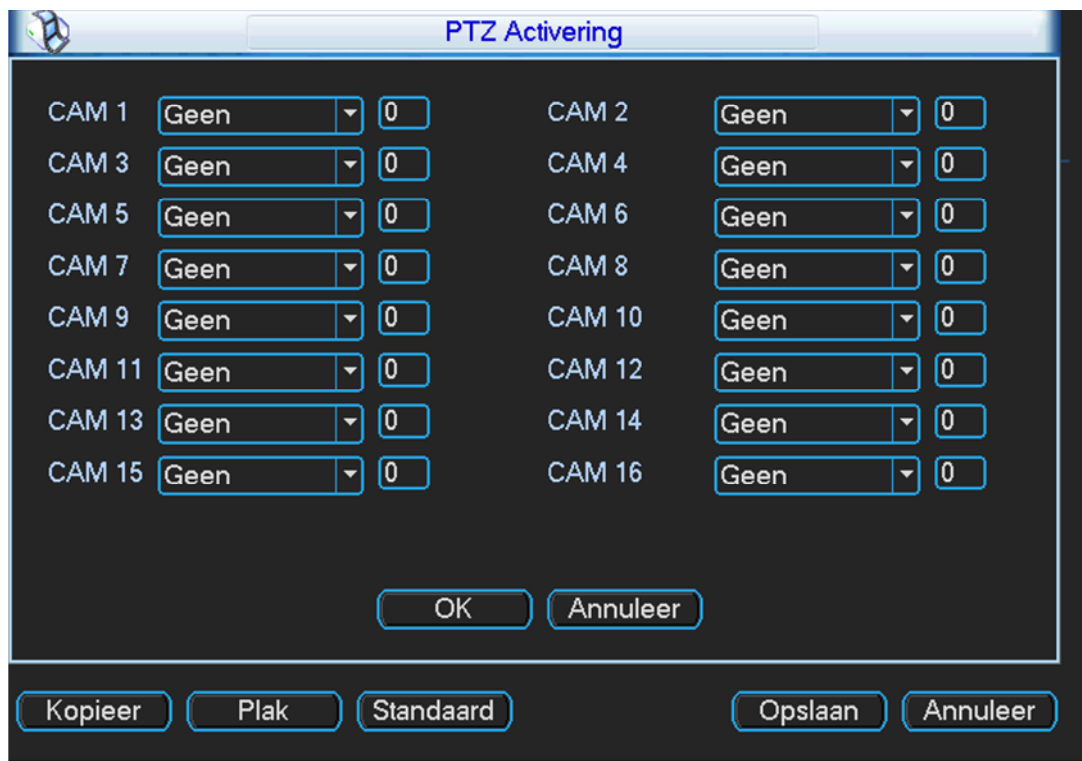 PTZ Activering
CAM 1 Geen 0 CAM 2 Geen 0
CAM 3 Geen 0 CAM 4 Geen 0
CAM 5 Geen 0 CAM 6 Geen 0
CAM 7 Geen 0 CAM 8 Geen 0
CAM 9 Geen 0 CAM 10 Geen 0
CAM 11 Geen 0 CAM 12 Geen 0
CAM 13 Geen 0 CAM 14 Geen 0
CAM 15 Geen 0 CAM 16 Geen 0
OK Annuleer
Kopieer Plak Standaard Opslaan Annuleer